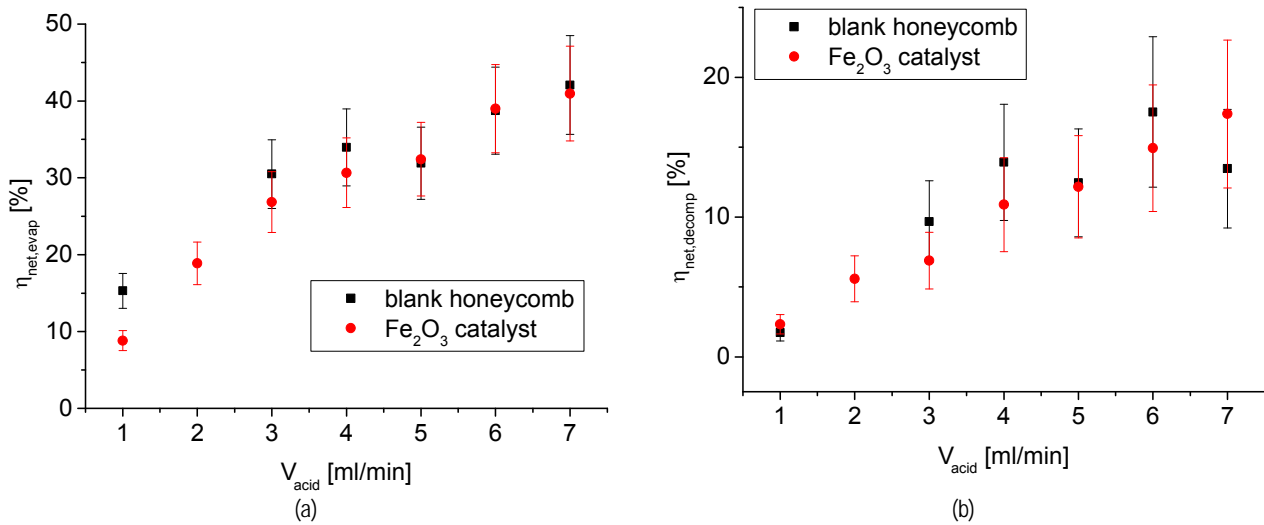 50
40
30
20
10
0
η_net,evap [%]
blank honeycomb
Fe₂O₃ catalyst
1 2 3 4 5 6 7
V_acid [ml/min]
(a)
blank honeycomb
Fe₂O₃ catalyst
20
10
0
η_net,decomp [%]
1 2 3 4 5 6 7
V_acid [ml/min]
(b)